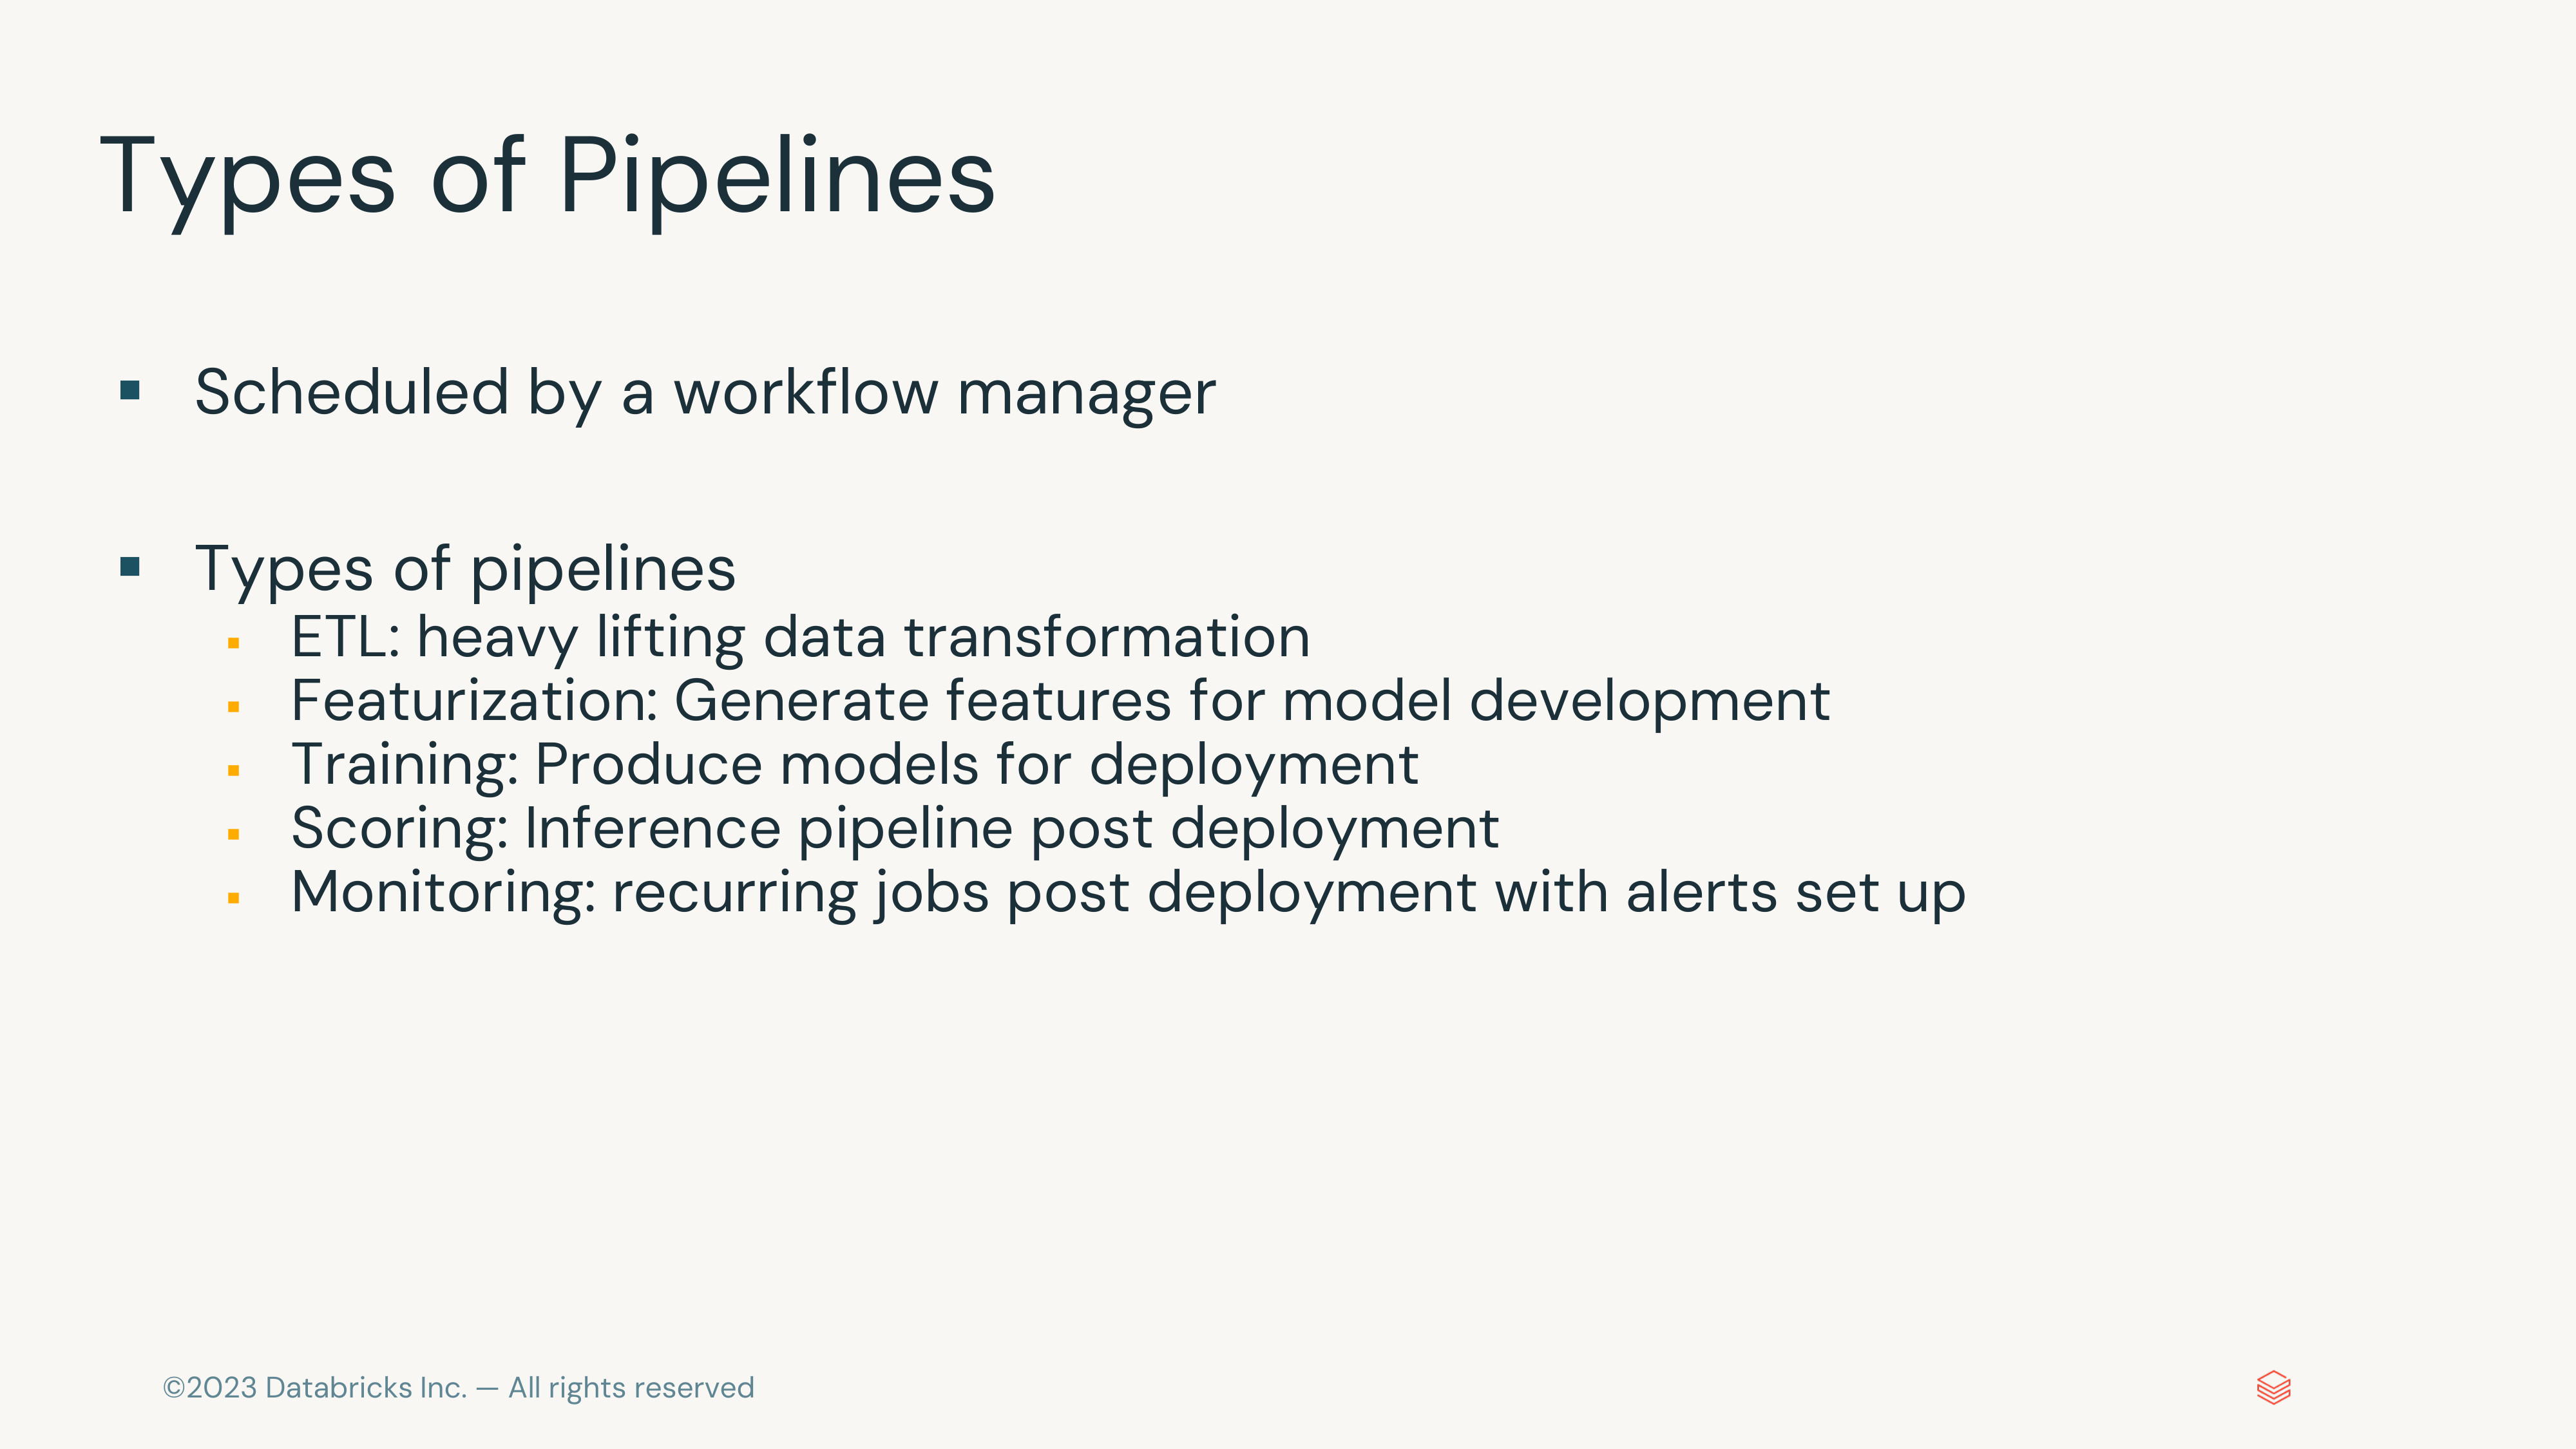 Types of Pipelines
Scheduled by a workflow manager
Types of pipelines
ETL: heavy lifting data transformation
Featurization: Generate features for model development
Training: Produce models for deployment
Scoring: Inference pipeline post deployment
Monitoring: recurring jobs post deployment with alerts set up
©2023 Databricks Inc. — All rights reserved